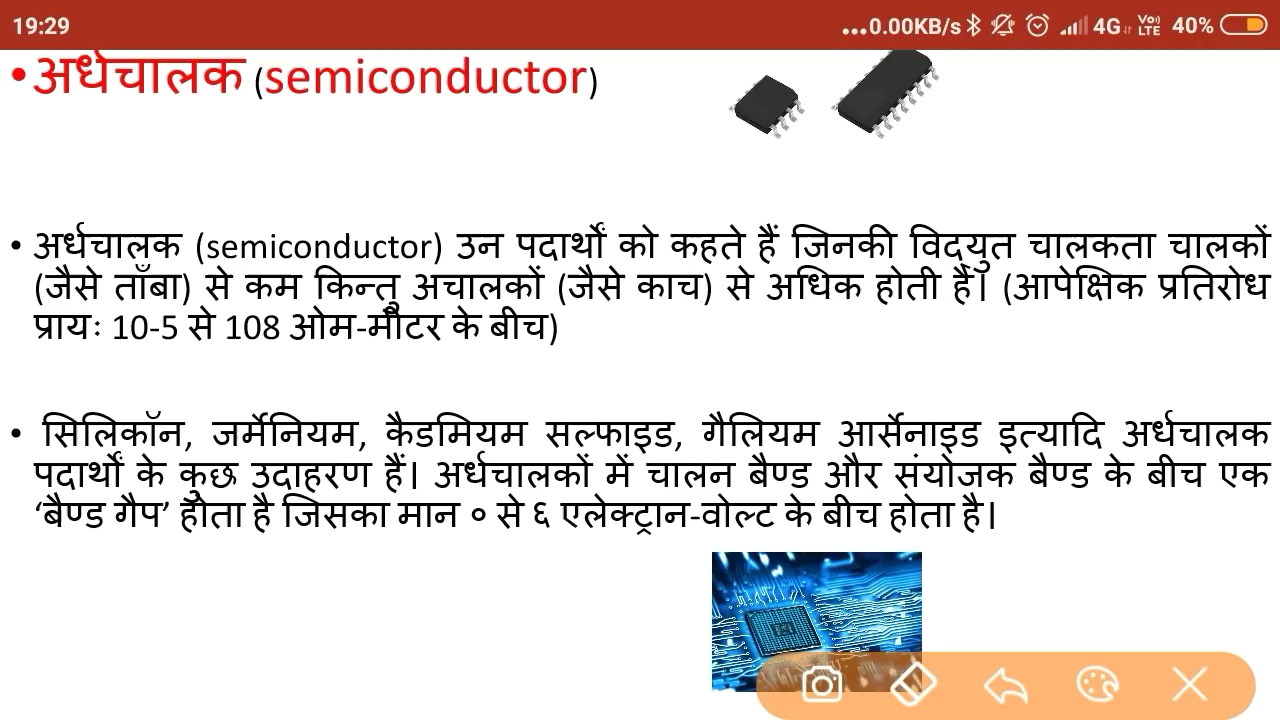 19:29
...0.00KB/s 4G Vo)) LTE 40%
•अर्धचालक (semiconductor)
• अर्धचालक (semiconductor) उन पदार्थों को कहते हैं जिनकी विद्युत चालकता चालकों
(जैसे ताँबा) से कम किन्तु अचालकों (जैसे काच) से अधिक होती है। (आपेक्षिक प्रतिरोध
प्रायः 10-5 से 108 ओम-मीटर के बीच)
• सिलिकॉन, जर्मेनियम, कैडमियम सल्फाइड, गैलियम आर्सेनाइड इत्यादि अर्धचालक
पदार्थों के कुछ उदाहरण हैं। अर्धचालकों में चालन बैण्ड और संयोजक बैण्ड के बीच एक
‘बैण्ड गैप’ होता है जिसका मान ० से ६ एलेक्ट्रान-वोल्ट के बीच होता है।